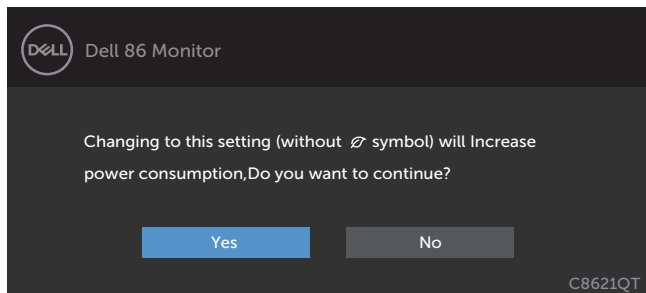 DELL Dell 86 Monitor
Changing to this setting (without symbol) will Increase
power consumption,Do you want to continue?
Yes No
C8621QT